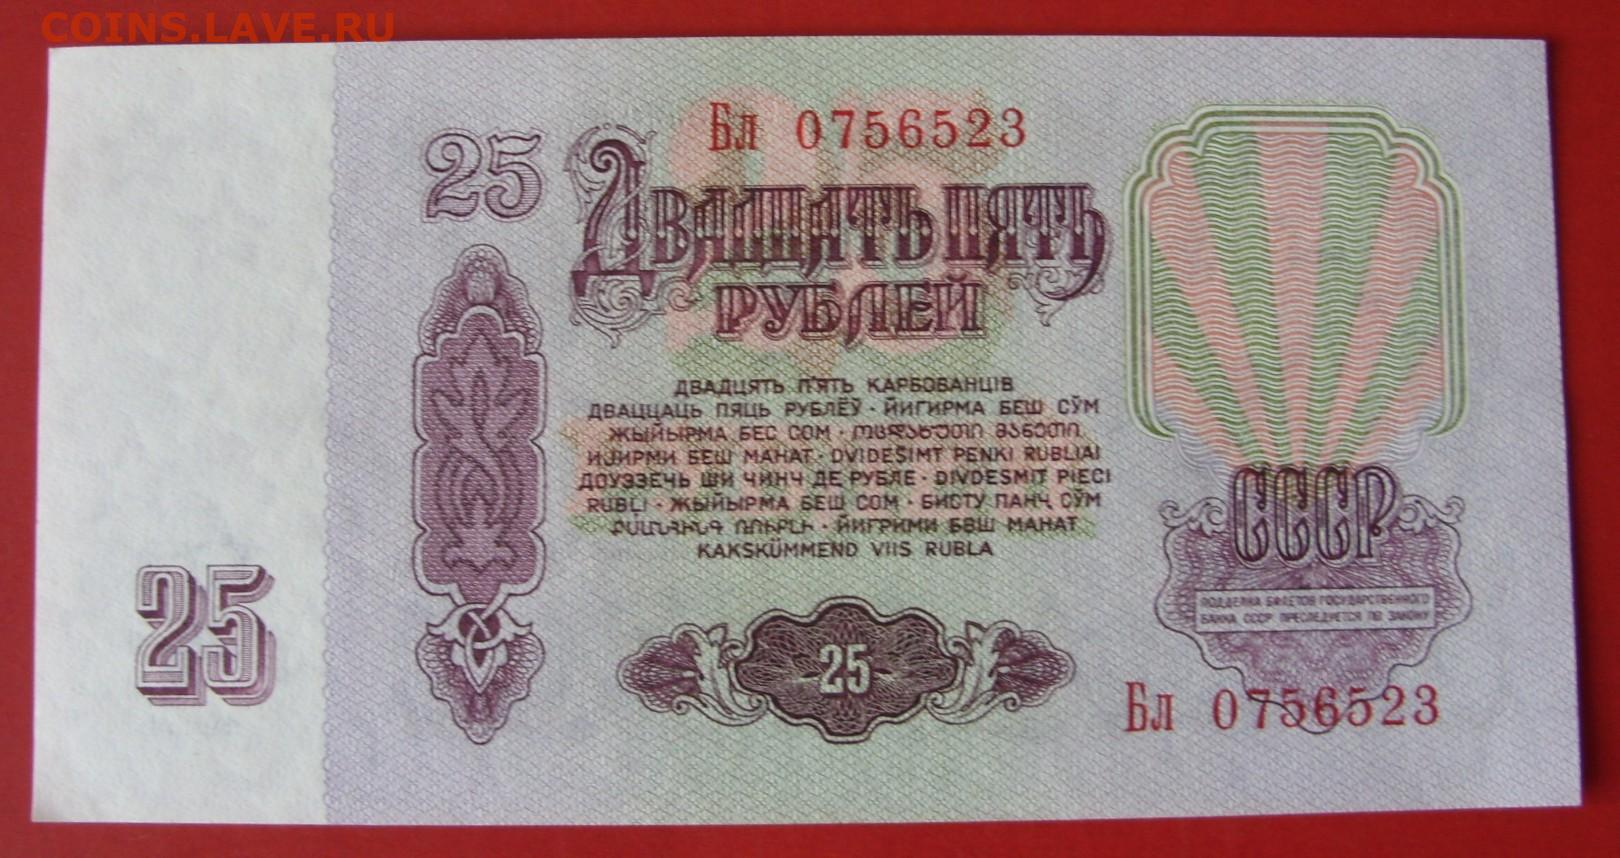 COINS.LAVE.RU
Бл 0756523
25
ДВАДЦАТЬ ПЯТЬ
РУБЛЕЙ
ДВАДЦЯТЬ П'ЯТЬ КАРБОВАНЦІВ
ДВАЦЦАЦЬ ПЯЦЬ РУБЛЁЎ · ЙИГИРМА БЕШ СЎМ
ЖЫЙЫРМА БЕС СОМ · ᲝᲪᲓᲐᲮᲣᲗᲘ ᲛᲐᲜᲔᲗᲘ
ИЈИРМИ БЕШ МАНАТ · DVIDEŠIMT PENKI RUBLIAI
ДОУЭЗЕЧЬ ШИ ЧИНЧ ДЕ РУБЛЕ · DIVDESMIT PIECI
RUBĻI · ЖЫЙЫРМА БЕШ СОМ · БИСТУ ПАНҶ СӮМ
ՔՍԱՆՀԻՆԳ ՌՈՒԲԼԻ · ЙИГРИМИ БӘШ МАНАТ
KAKSKÜMMEND VIIS RUBLA
СССР
ПОДДЕЛКА БИЛЕТОВ ГОСУДАРСТВЕННОГО
БАНКА СССР ПРЕСЛЕДУЕТСЯ ПО ЗАКОНУ
25
25
Бл 0756523